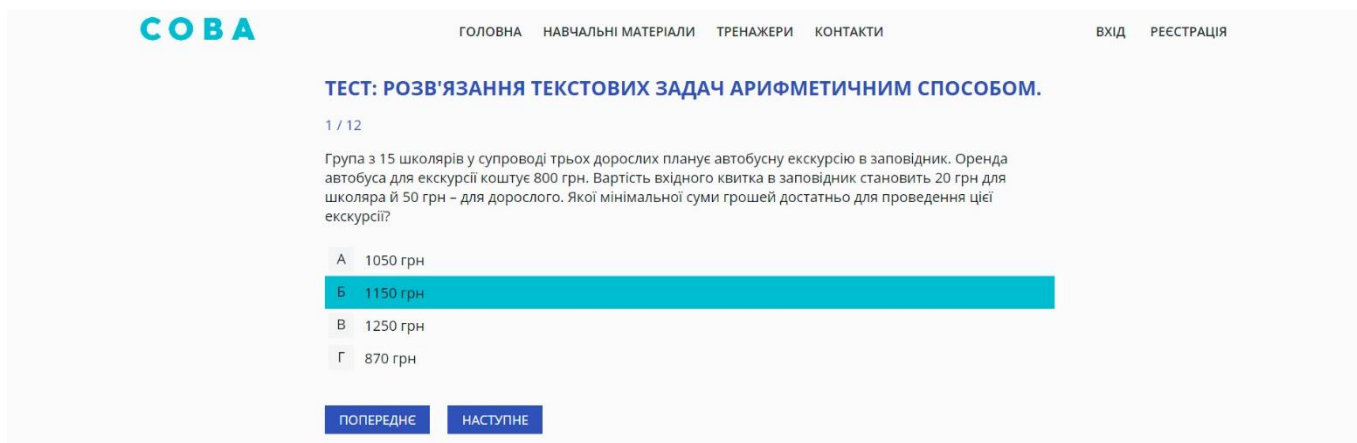 СОВА
ГОЛОВНА НАВЧАЛЬНІ МАТЕРІАЛИ ТРЕНАЖЕРИ КОНТАКТИ ВХІД РЕЄСТРАЦІЯ
ТЕСТ: РОЗВ'ЯЗАННЯ ТЕКСТОВИХ ЗАДАЧ АРИФМЕТИЧНИМ СПОСОБОМ.
1 / 12
Група з 15 школярів у супроводі трьох дорослих планує автобусну екскурсію в заповідник. Оренда
автобуса для екскурсії коштує 800 грн. Вартість вхідного квитка в заповідник становить 20 грн для
школяра й 50 грн – для дорослого. Якої мінімальної суми грошей достатньо для проведення цієї
екскурсії?
А 1050 грн
Б 1150 грн
В 1250 грн
Г 870 грн
ПОПЕРЕДНЄ НАСТУПНЕ